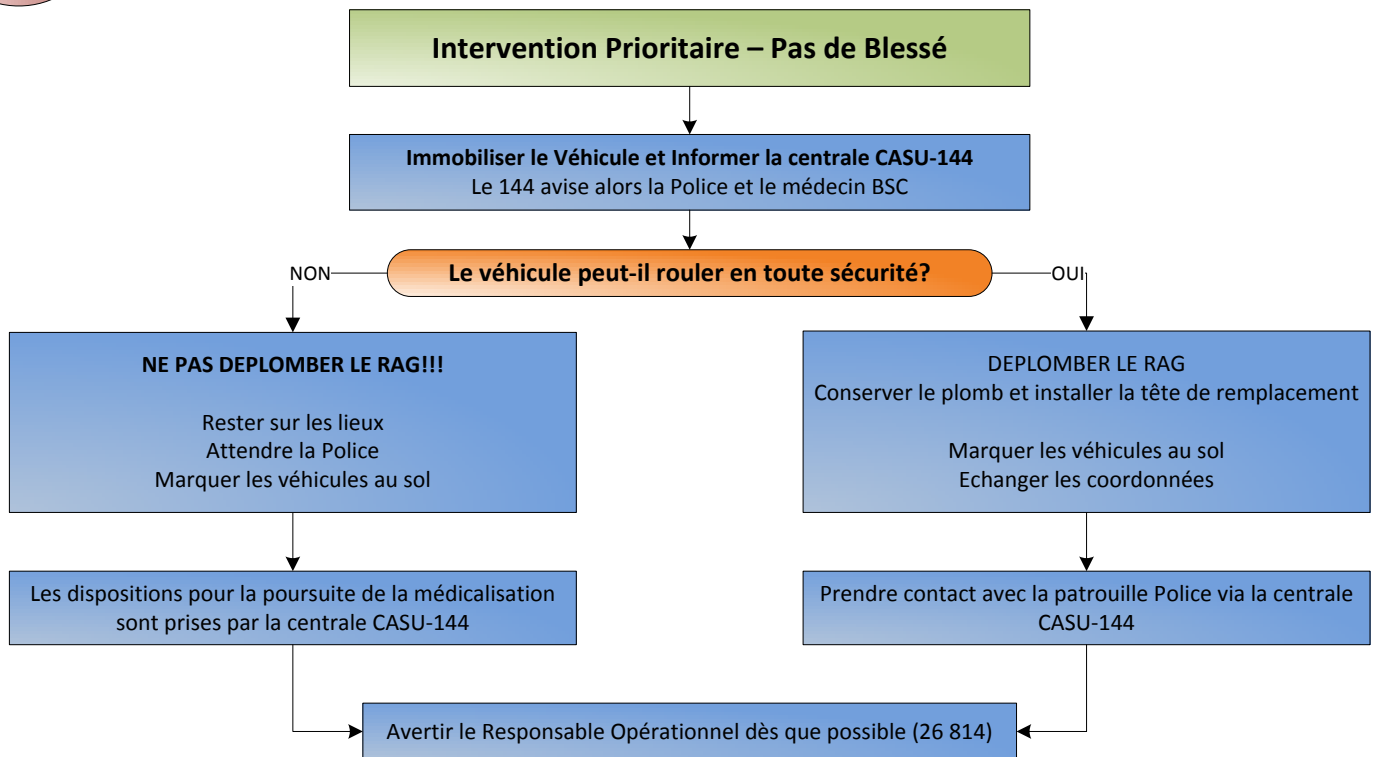 Intervention Prioritaire – Pas de Blessé
Immobiliser le Véhicule et Informer la centrale CASU-144
Le 144 avise alors la Police et le médecin BSC
Le véhicule peut-il rouler en toute sécurité?
NON
OUI
NE PAS DEPLOMBER LE RAG!!!
Rester sur les lieux
Attendre la Police
Marquer les véhicules au sol
DEPLOMBER LE RAG
Conserver le plomb et installer la tête de remplacement
Marquer les véhicules au sol
Echanger les coordonnées
Les dispositions pour la poursuite de la médicalisation
sont prises par la centrale CASU-144
Prendre contact avec la patrouille Police via la centrale
CASU-144
Avertir le Responsable Opérationnel dès que possible (26 814)